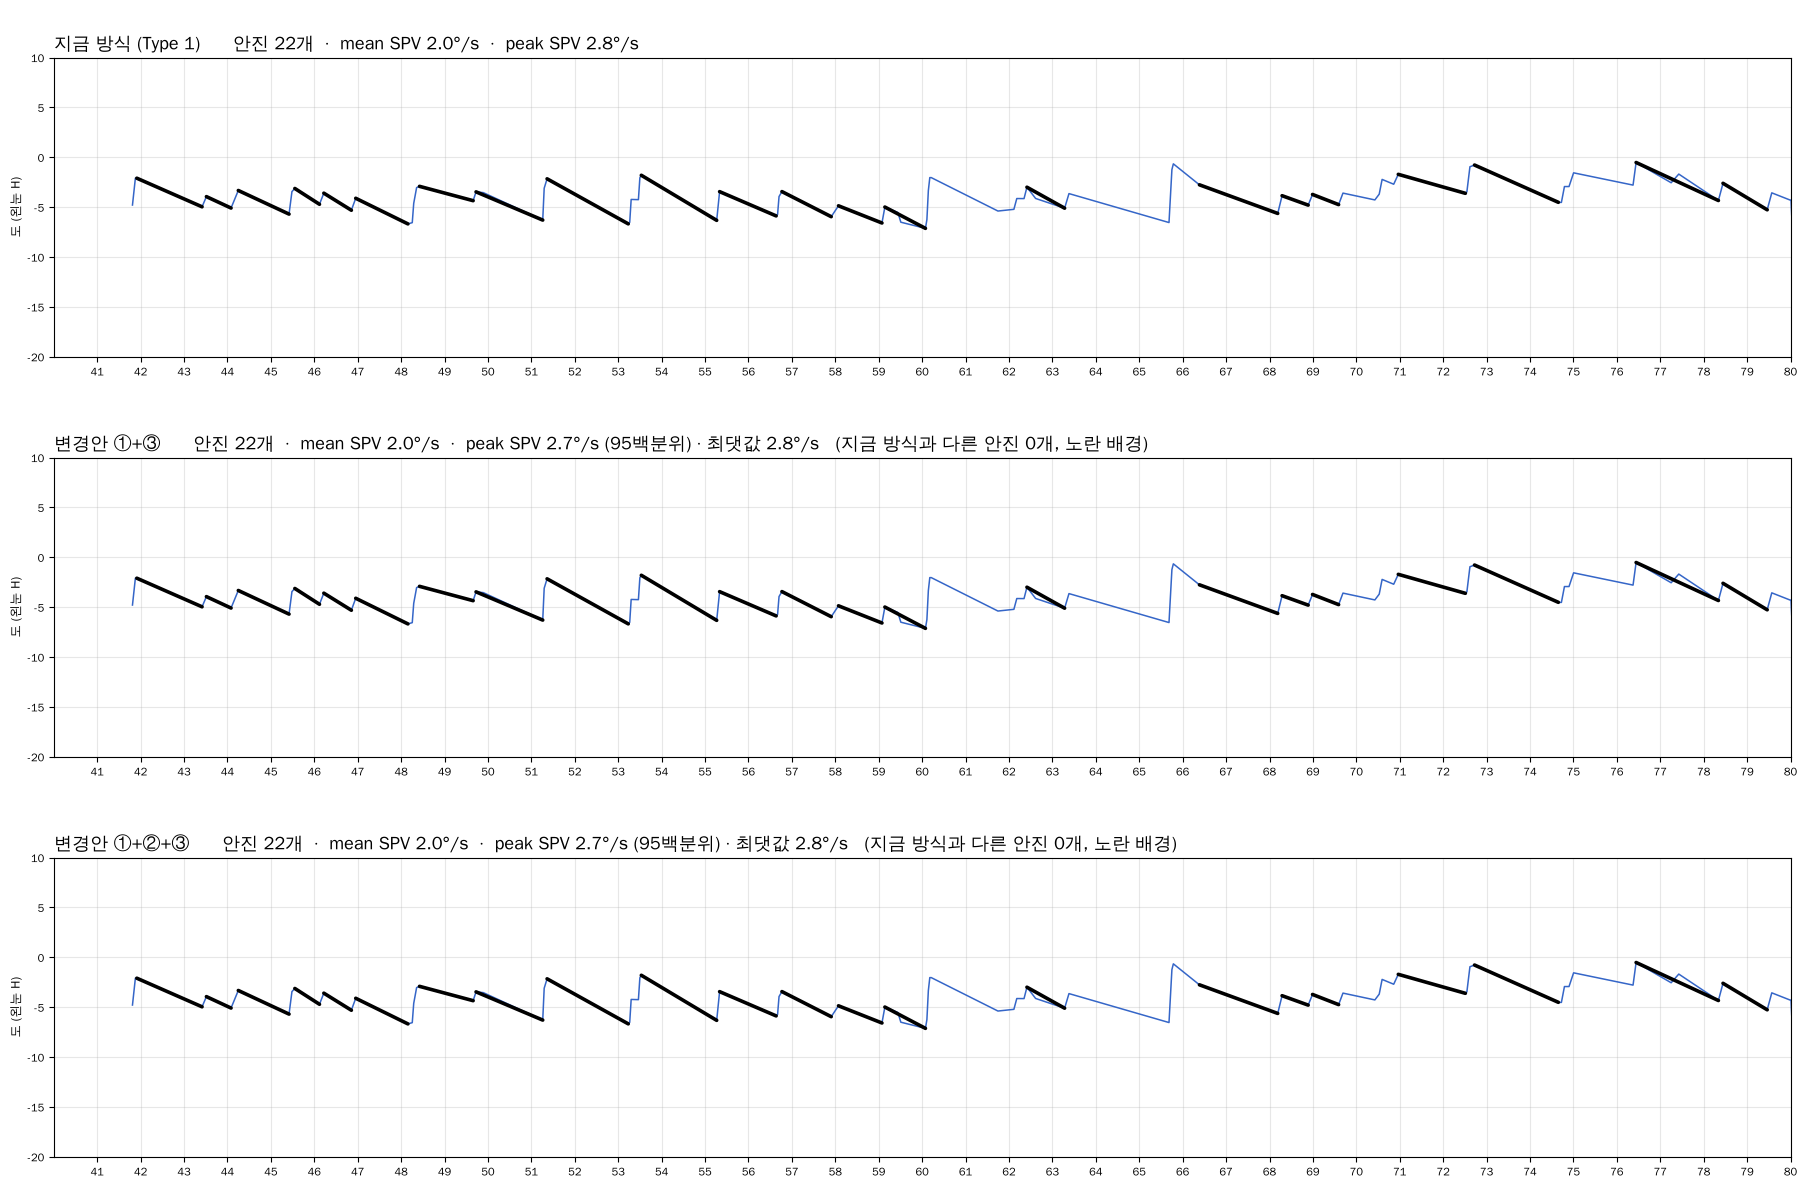 지금 방식 (Type 1) 안진 22개 · mean SPV 2.0°/s · peak SPV 2.8°/s
10
5
0
-5
-10
-15
-20
도 (왼눈 H)
41 42 43 44 45 46 47 48 49 50 51 52 53 54 55 56 57 58 59 60 61 62 63 64 65 66 67 68 69 70 71 72 73 74 75 76 77 78 79 80
변경안 ①+③ 안진 22개 · mean SPV 2.0°/s · peak SPV 2.7°/s (95백분위) · 최댓값 2.8°/s (지금 방식과 다른 안진 0개, 노란 배경)
10
5
0
-5
-10
-15
-20
도 (왼눈 H)
41 42 43 44 45 46 47 48 49 50 51 52 53 54 55 56 57 58 59 60 61 62 63 64 65 66 67 68 69 70 71 72 73 74 75 76 77 78 79 80
변경안 ①+②+③ 안진 22개 · mean SPV 2.0°/s · peak SPV 2.7°/s (95백분위) · 최댓값 2.8°/s (지금 방식과 다른 안진 0개, 노란 배경)
10
5
0
-5
-10
-15
-20
도 (왼눈 H)
41 42 43 44 45 46 47 48 49 50 51 52 53 54 55 56 57 58 59 60 61 62 63 64 65 66 67 68 69 70 71 72 73 74 75 76 77 78 79 80